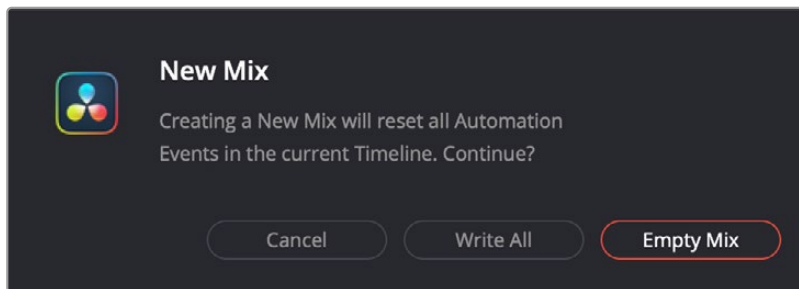 New Mix
Creating a New Mix will reset all Automation
Events in the current Timeline. Continue?
Cancel
Write All
Empty Mix